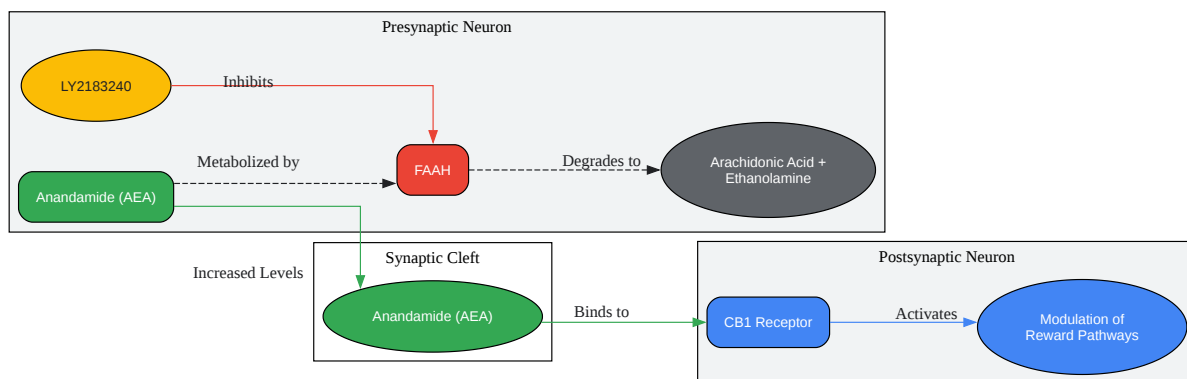 Presynaptic Neuron
LY2183240
Inhibits
Metabolized by
FAAH
Degrades to
Arachidonic Acid +
Ethanolamine
Anandamide (AEA)
Increased Levels
Synaptic Cleft
Anandamide (AEA)
Binds to
Postsynaptic Neuron
CB1 Receptor
Activates
Modulation of
Reward Pathways